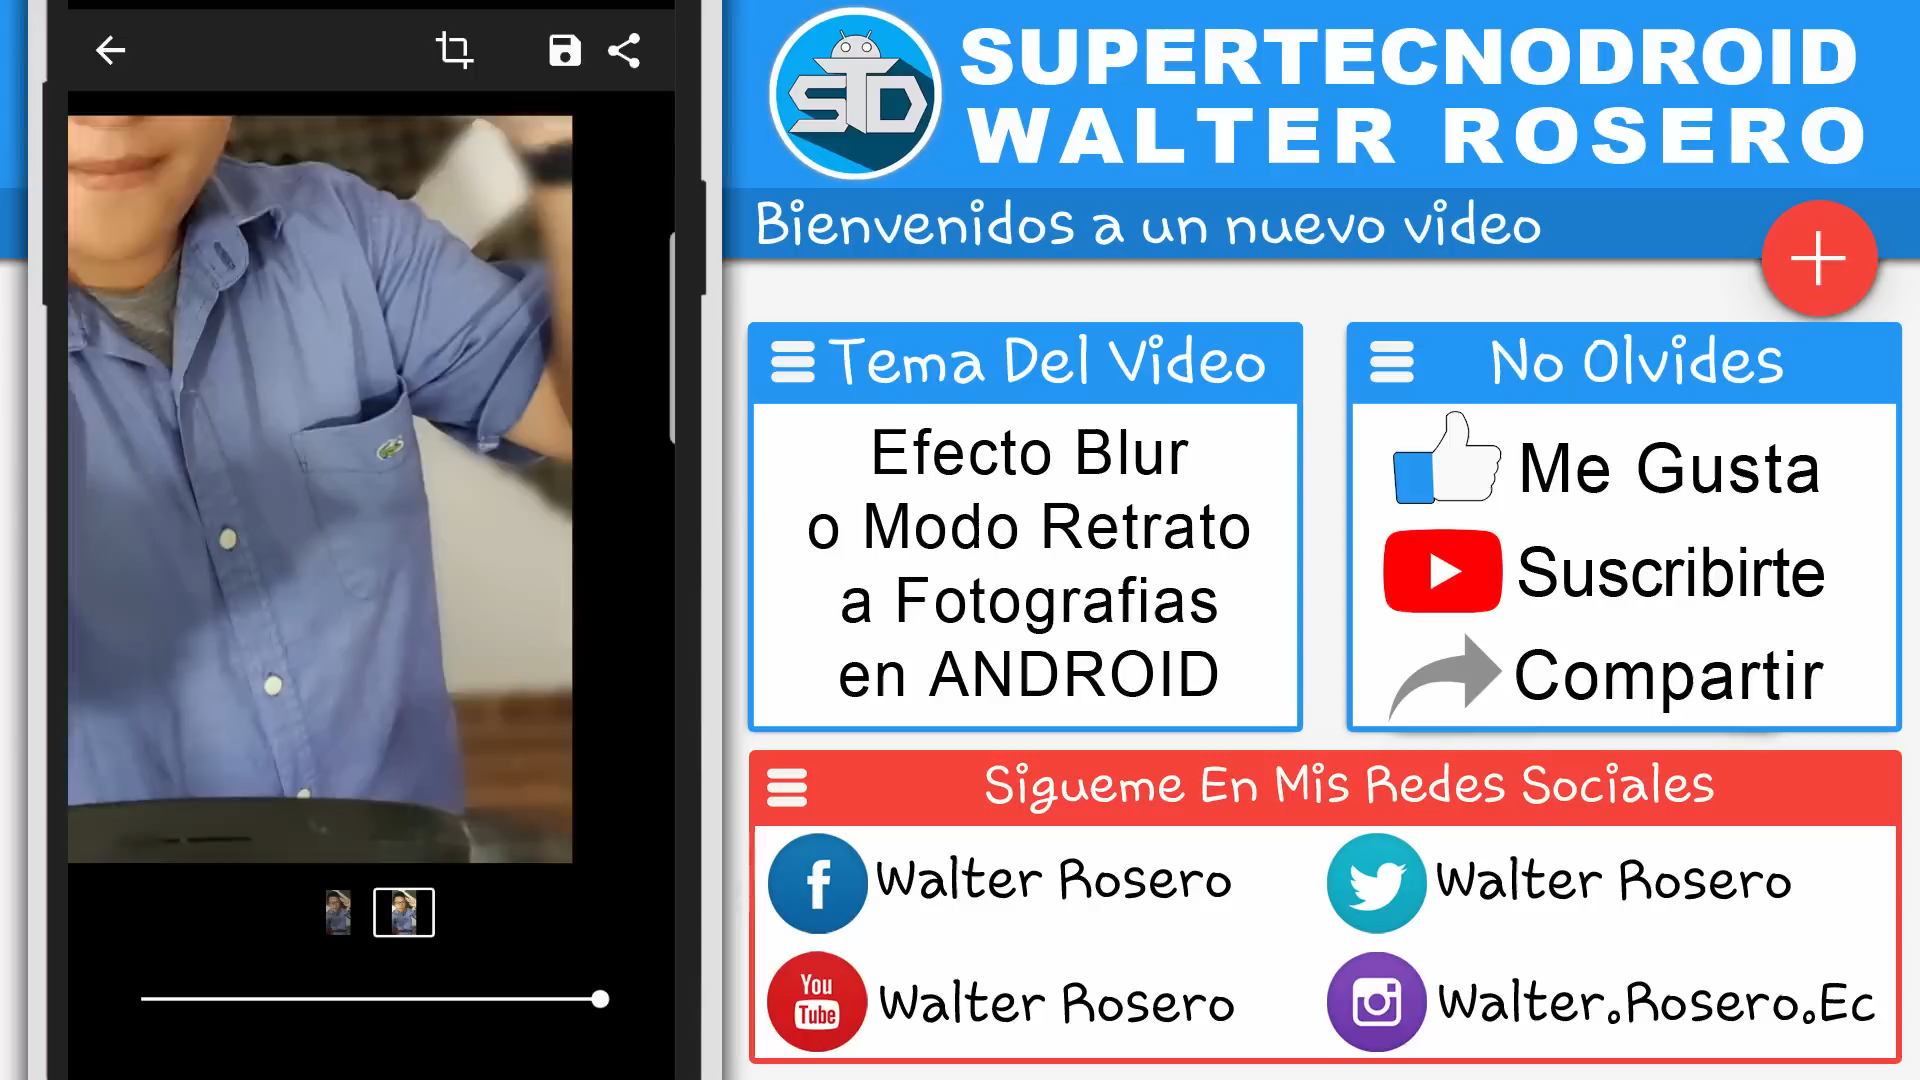 STD
SUPERTECNODROID
WALTER ROSERO
Bienvenidos a un nuevo video
Tema Del Video
Efecto Blur
o Modo Retrato
a Fotografias
en ANDROID
No Olvides
Me Gusta
Suscribirte
Compartir
Sigueme En Mis Redes Sociales
f Walter Rosero
Walter Rosero
You Tube Walter Rosero
Walter.Rosero.Ec